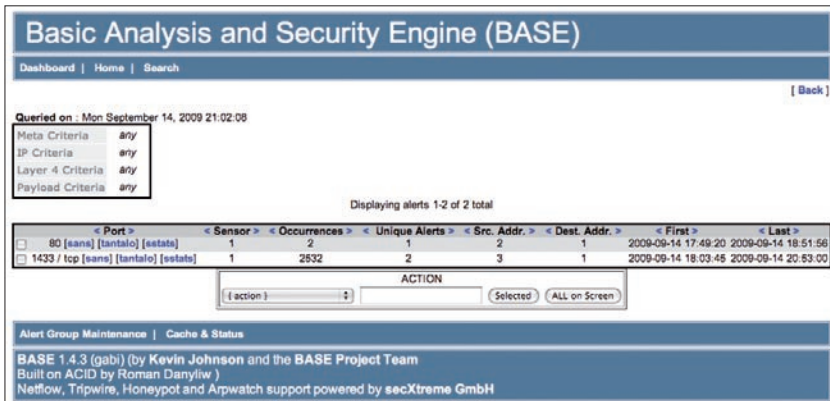 Basic Analysis and Security Engine (BASE)
Dashboard | Home | Search
[ Back ]
Queried on : Mon September 14, 2009 21:02:08
Meta Criteria any
IP Criteria any
Layer 4 Criteria any
Payload Criteria any
Displaying alerts 1-2 of 2 total
< Port > < Sensor > < Occurrences > < Unique Alerts > < Src. Addr. > < Dest. Addr. > < First > < Last >
80 [sans] [tantalo] [sstats] 1 2 1 2 1 2009-09-14 17:49:20 2009-09-14 18:51:56
1433 / tcp [sans] [tantalo] [sstats] 1 2532 2 3 1 2009-09-14 18:03:45 2009-09-14 20:53:00
ACTION
{ action } Selected ALL on Screen
Alert Group Maintenance | Cache & Status
BASE 1.4.3 (gabi) (by Kevin Johnson and the BASE Project Team
Built on ACID by Roman Danyliw )
Netflow, Tripwire, Honeypot and Arpwatch support powered by secXtreme GmbH